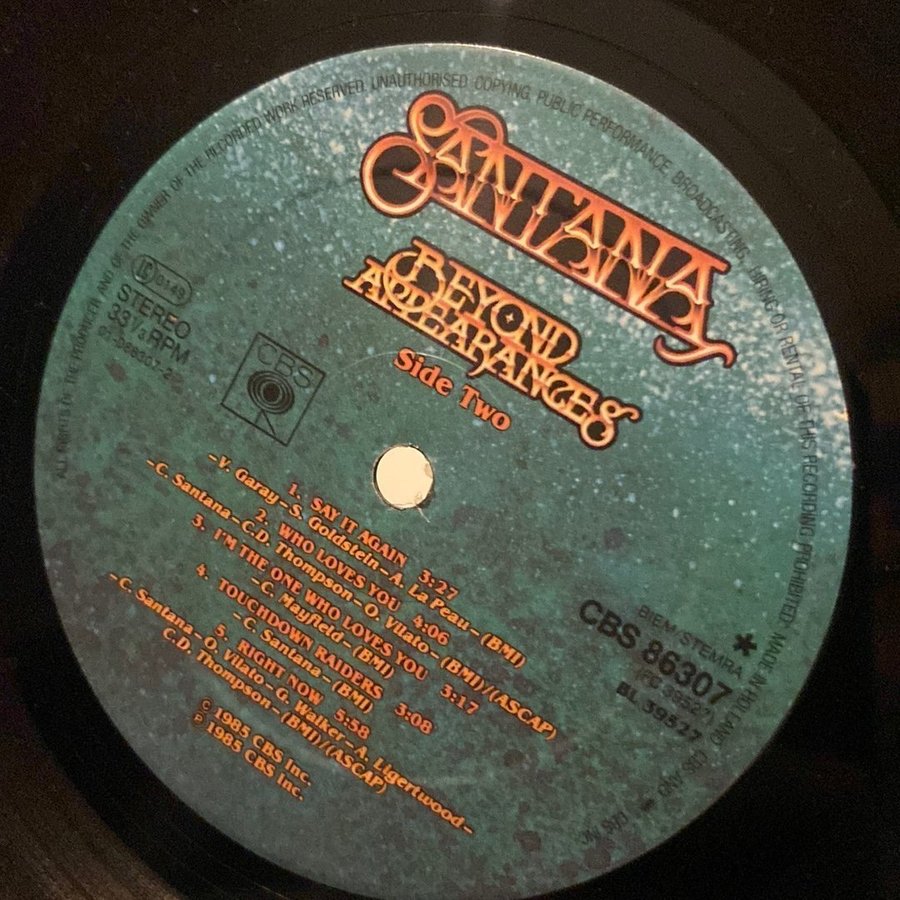 ALL RIGHTS OF THE PRODUCER AND OF THE OWNER OF THE RECORDED WORK RESERVED. UNAUTHORISED COPYING, PUBLIC PERFORMANCE, BROADCASTING, HIRING OR RENTAL OF THIS RECORDING PROHIBITED. MADE IN HOLLAND
SANTANA
BEYOND
APPEARANCES
Side Two
STEREO
33⅓ RPM
CBS
1. SAY IT AGAIN 3:27
-V. Garay-S. Goldstein-A. La Peau-(BMI)
2. WHO LOVES YOU 4:06
-C. Santana-C.D. Thompson-O. Vilato-(BMI)/(ASCAP)
3. I'M THE ONE WHO LOVES YOU 3:17
-C. Mayfield-(BMI)
4. TOUCHDOWN RAIDERS 3:08
-C. Santana-(BMI)
5. RIGHT NOW 5:58
-C. Santana-O. Vilato-G. Walker-A. Ligertwood-
C.D. Thompson-(BMI)/(ASCAP)
© 1985 CBS Inc.
℗ 1985 CBS Inc.
*
BIEM/STEMRA
CBS 86307
(FC 39527)
AL 39527